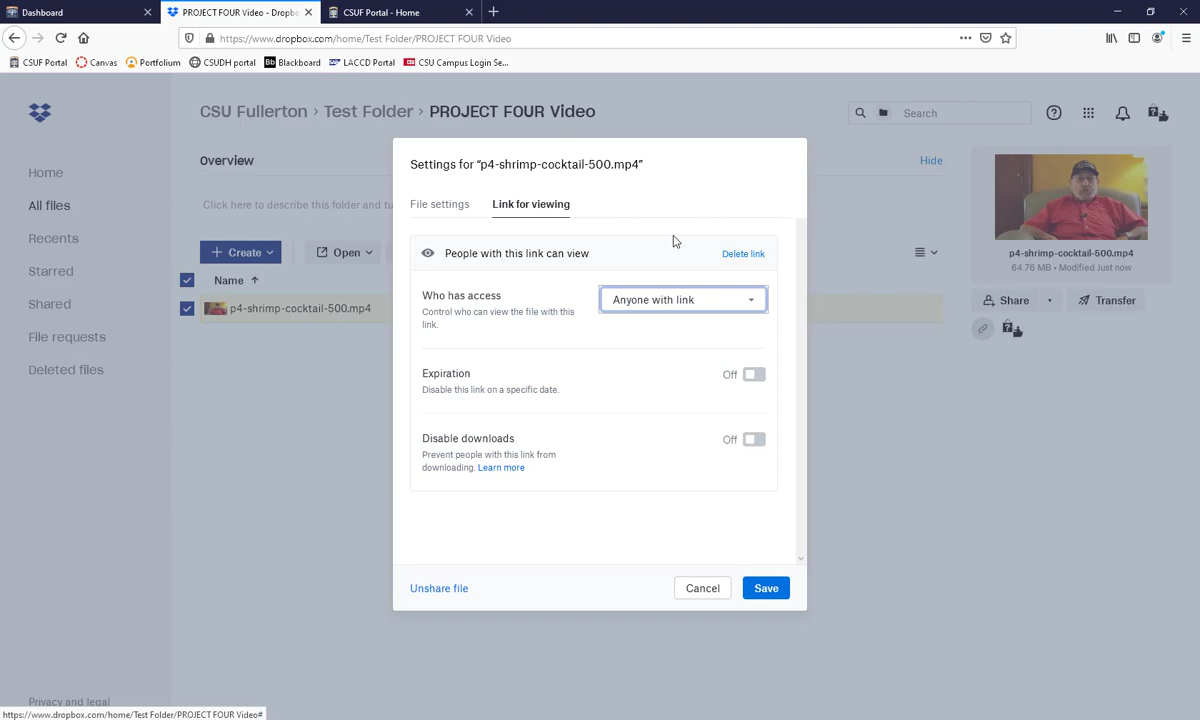 Dashboard
PROJECT FOUR Video - Dropb
CSUF Portal - Home
https://www.dropbox.com/home/Test Folder/PROJECT FOUR Video
CSUF Portal
Canvas
Portfolium
CSUDH portal
Bb Blackboard
LACCD Portal
CSU Campus Login Se...
CSU Fullerton › Test Folder › PROJECT FOUR Video
Search
Home
All files
Recents
Starred
Shared
File requests
Deleted files
Privacy and legal
Overview
Hide
Click here to describe this folder and tu
+ Create
Open
Name ↑
p4-shrimp-cocktail-500.mp4
Settings for “p4-shrimp-cocktail-500.mp4”
File settings
Link for viewing
People with this link can view
Delete link
Who has access
Control who can view the file with this
link.
Anyone with link
Expiration
Disable this link on a specific date.
Off
Disable downloads
Prevent people with this link from
downloading. Learn more
Off
Unshare file
Cancel
Save
p4-shrimp-cocktail-500.mp4
64.76 MB • Modified Just now
Share
Transfer
https://www.dropbox.com/home/Test Folder/PROJECT FOUR Video#